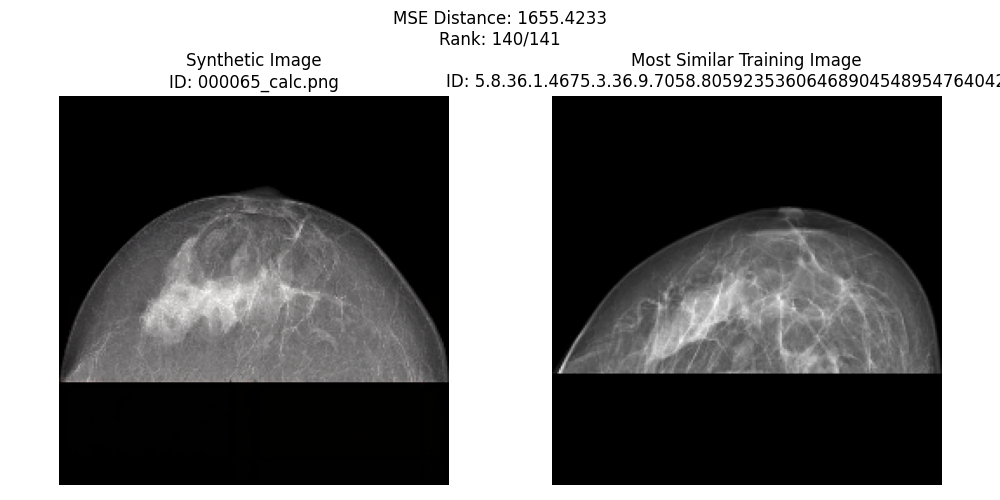 MSE Distance: 1655.4233
Rank: 140/141
Synthetic Image
ID: 000065_calc.png
Most Similar Training Image
ID: 5.8.36.1.4675.3.36.9.7058.80592353606468904548954764042